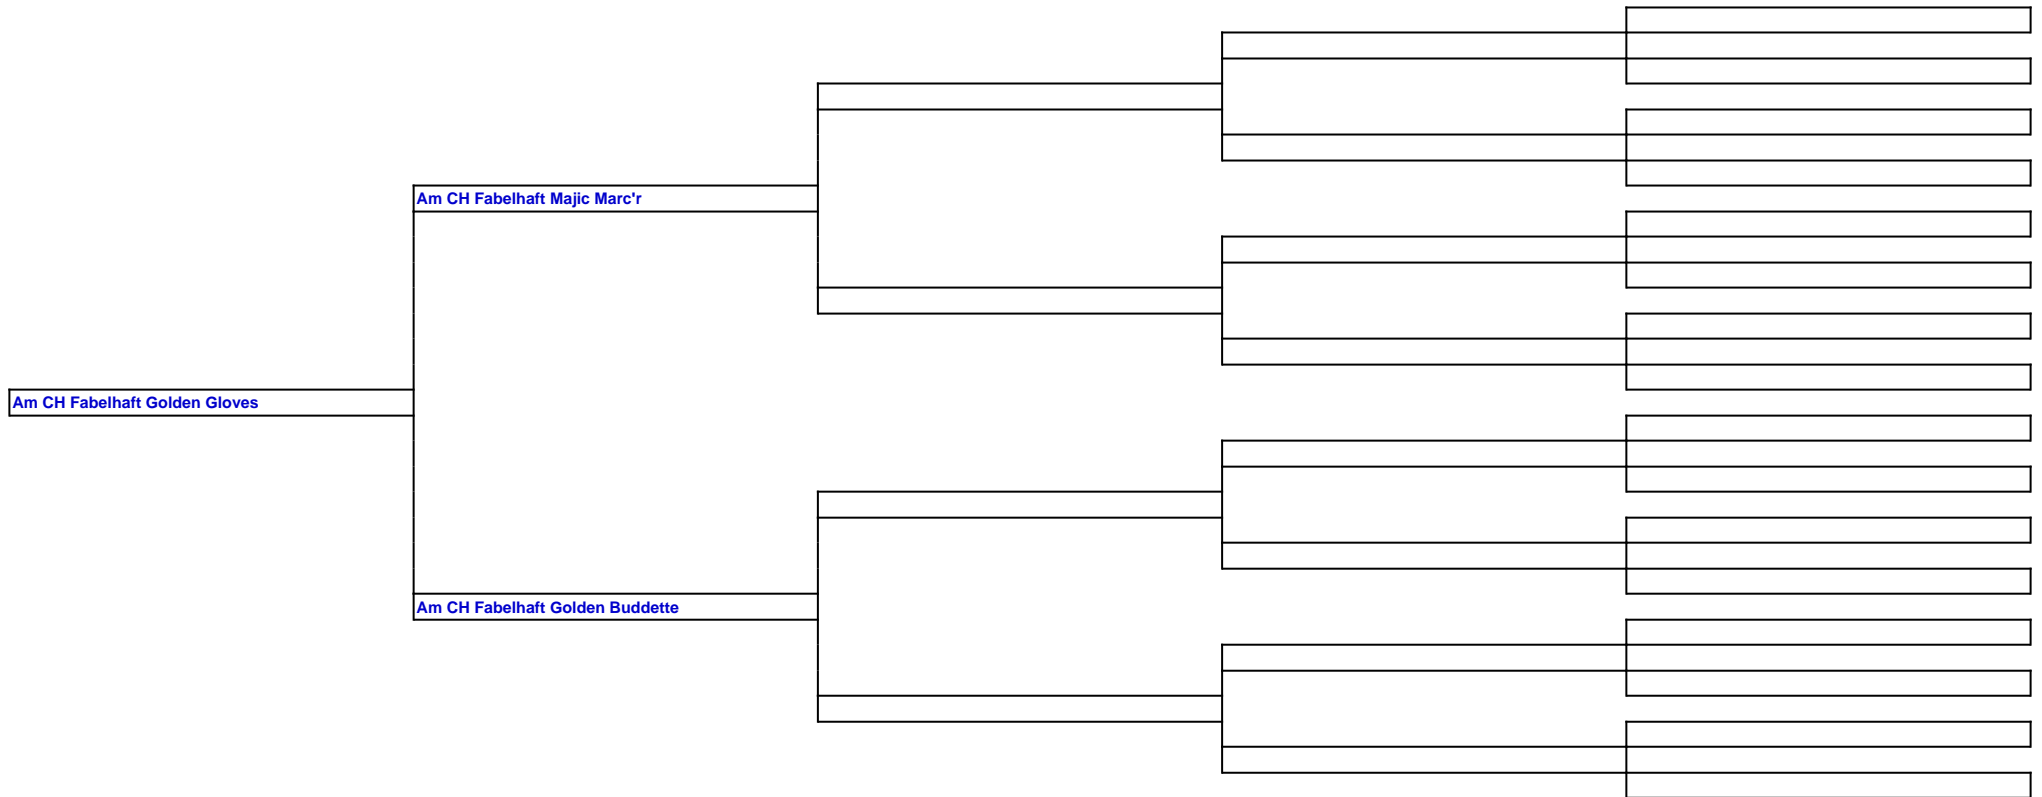 Am CH Fabelhaft Majic Marc'r
Am CH Fabelhaft Golden Gloves
Am CH Fabelhaft Golden Buddette